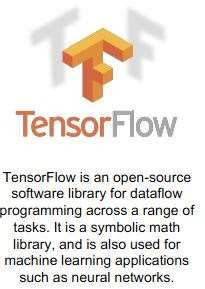 TensorFlow
TensorFlow is an open-source
software library for dataflow
programming across a range of
tasks. It is a symbolic math
library, and is also used for
machine learning applications
such as neural networks.